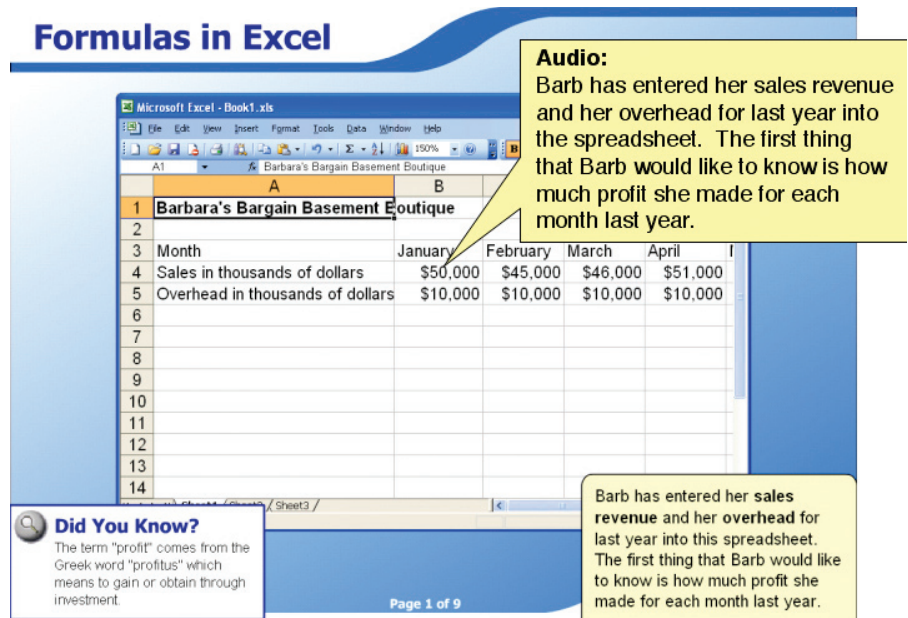 Formulas in Excel
Audio:
Barb has entered her sales revenue
and her overhead for last year into
the spreadsheet. The first thing
that Barb would like to know is how
much profit she made for each
month last year.
Microsoft Excel - Book1.xls
File Edit View Insert Format Tools Data Window Help
150% B
A1 fx Barbara's Bargain Basement Boutique
A B
1 Barbara's Bargain Basement Boutique
2
3 Month January February March April
4 Sales in thousands of dollars $50,000 $45,000 $46,000 $51,000
5 Overhead in thousands of dollars $10,000 $10,000 $10,000 $10,000
6
7
8
9
10
11
12
13
14
Sheet1 Sheet2 Sheet3
Did You Know?
The term "profit" comes from the
Greek word "profitus" which
means to gain or obtain through
investment.
Page 1 of 9
Barb has entered her sales
revenue and her overhead for
last year into this spreadsheet.
The first thing that Barb would like
to know is how much profit she
made for each month last year.